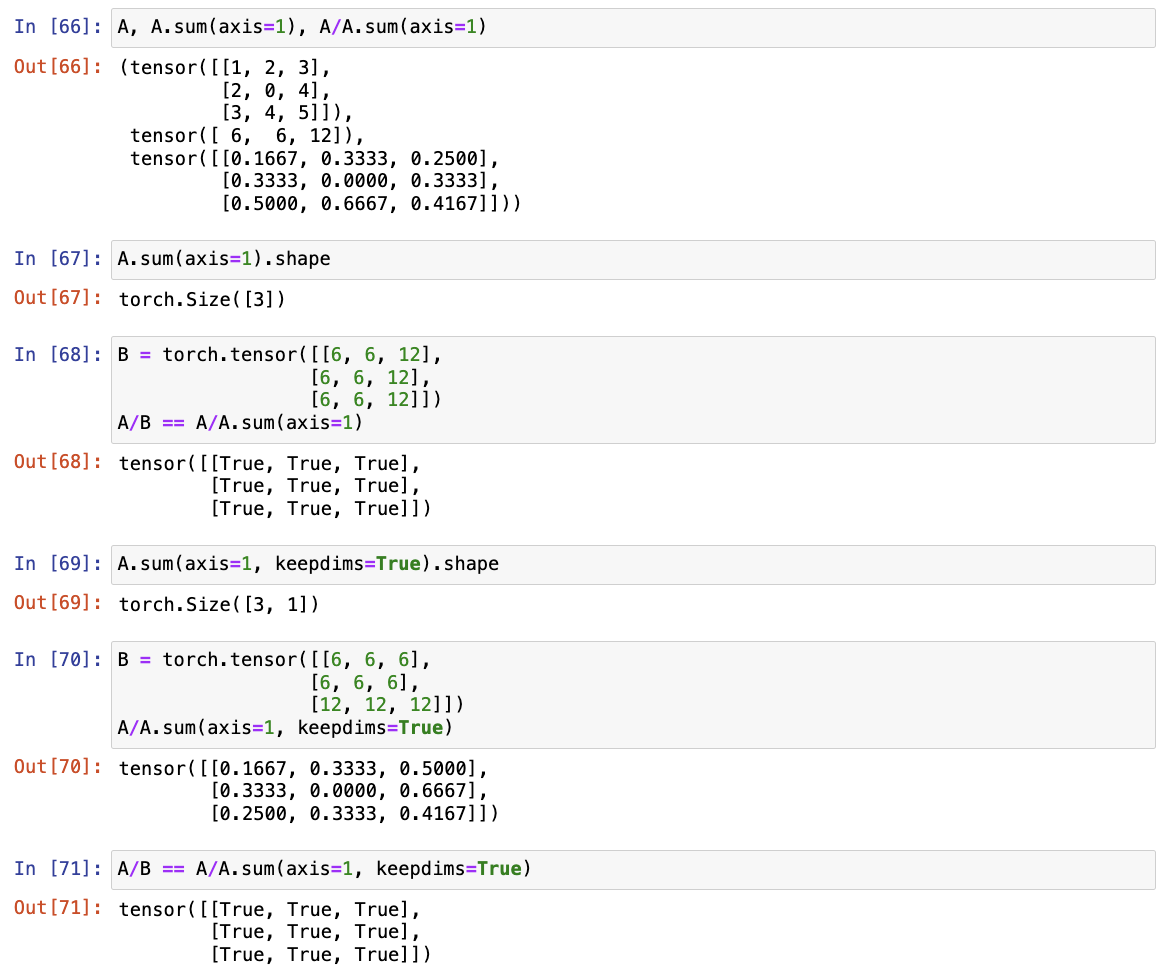 In [66]: A, A.sum(axis=1), A/A.sum(axis=1)
Out[66]: (tensor([[1, 2, 3],
         [2, 0, 4],
         [3, 4, 5]]),
 tensor([ 6,  6, 12]),
 tensor([[0.1667, 0.3333, 0.2500],
         [0.3333, 0.0000, 0.3333],
         [0.5000, 0.6667, 0.4167]]))
In [67]: A.sum(axis=1).shape
Out[67]: torch.Size([3])
In [68]: B = torch.tensor([[6, 6, 12],
                  [6, 6, 12],
                  [6, 6, 12]])
A/B == A/A.sum(axis=1)
Out[68]: tensor([[True, True, True],
        [True, True, True],
        [True, True, True]])
In [69]: A.sum(axis=1, keepdims=True).shape
Out[69]: torch.Size([3, 1])
In [70]: B = torch.tensor([[6, 6, 6],
                  [6, 6, 6],
                  [12, 12, 12]])
A/A.sum(axis=1, keepdims=True)
Out[70]: tensor([[0.1667, 0.3333, 0.5000],
        [0.3333, 0.0000, 0.6667],
        [0.2500, 0.3333, 0.4167]])
In [71]: A/B == A/A.sum(axis=1, keepdims=True)
Out[71]: tensor([[True, True, True],
        [True, True, True],
        [True, True, True]])